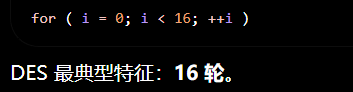 for ( i = 0; i < 16; ++i )
DES 最典型特征：16 轮。